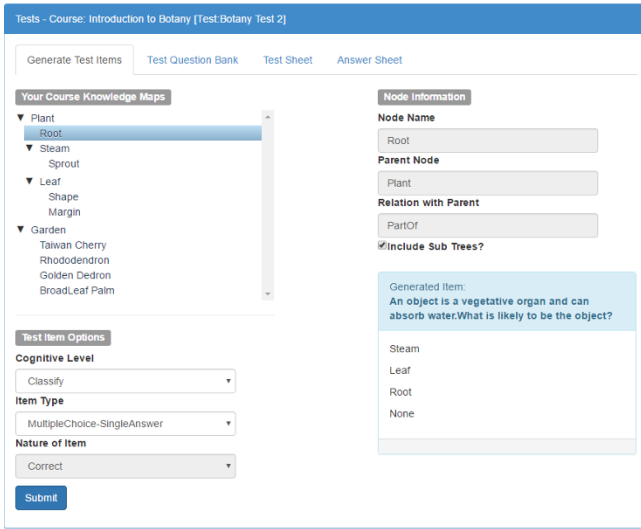 Tests - Course: Introduction to Botany [Test:Botany Test 2]
Generate Test Items
Test Question Bank
Test Sheet
Answer Sheet
Your Course Knowledge Maps
Plant
Root
Steam
Sprout
Leaf
Shape
Margin
Garden
Taiwan Cherry
Rhododendron
Golden Dedron
BroadLeaf Palm
Test Item Options
Cognitive Level
Classify
Item Type
MultipleChoice-SingleAnswer
Nature of Item
Correct
Submit
Node Information
Node Name
Root
Parent Node
Plant
Relation with Parent
PartOf
Include Sub Trees?
Generated Item:
An object is a vegetative organ and can
absorb water.What is likely to be the object?
Steam
Leaf
Root
None